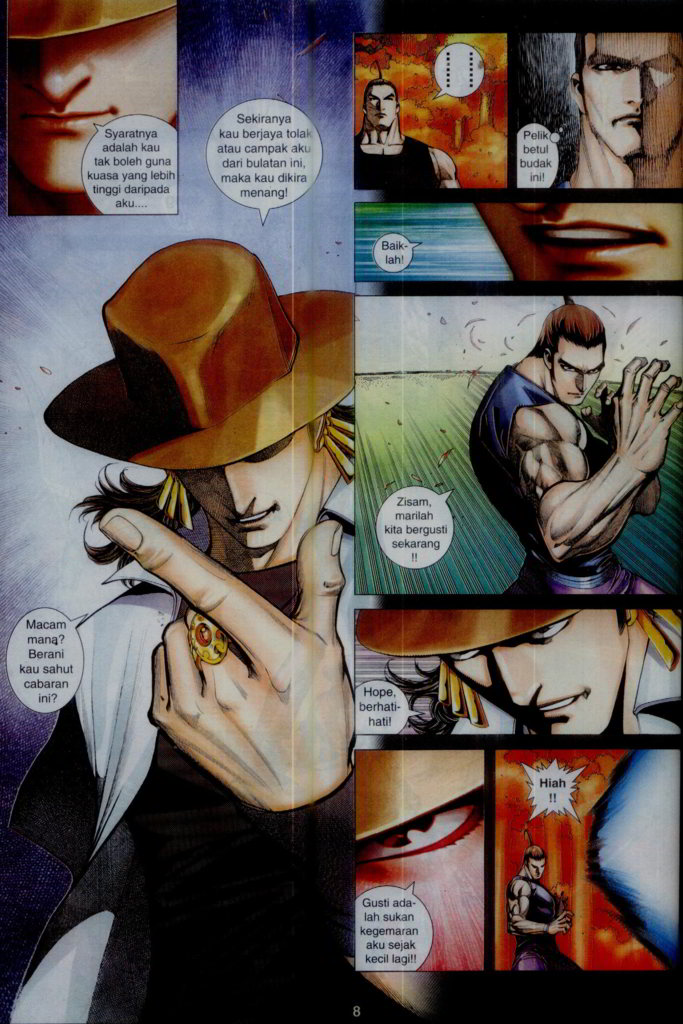 Syaratnya
adalah kau
tak boleh guna
kuasa yang lebih
tinggi daripada
aku....
Sekiranya
kau berjaya tolak
atau campak aku
dari bulatan ini,
maka kau dikira
menang!
Macam
mana?
Berani
kau sahut
cabaran
ini?
Pelik
betul
budak
ini!
Baik-
lah!
Zisam,
marilah
kita bergusti
sekarang
!!
Hope,
berhati-
hati!
Gusti ada-
lah sukan
kegemaran
aku sejak
kecil lagi!!
Hiah
!!
8